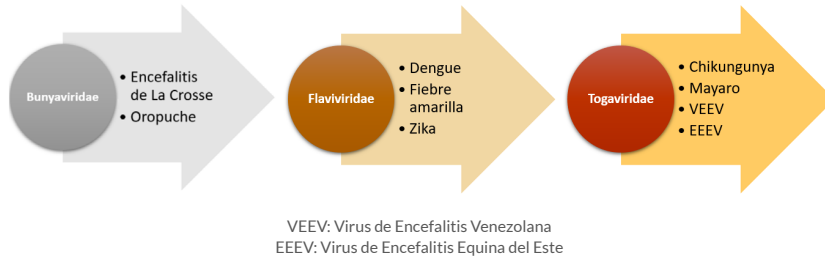 Bunyaviridae
• Encefalitis
de La Crosse
• Oropuche
Flaviviridae
• Dengue
• Fiebre
amarilla
• Zika
Togaviridae
• Chikungunya
• Mayaro
• VEEV
• EEEV
VEEV: Virus de Encefalitis Venezolana
EEEV: Virus de Encefalitis Equina del Este